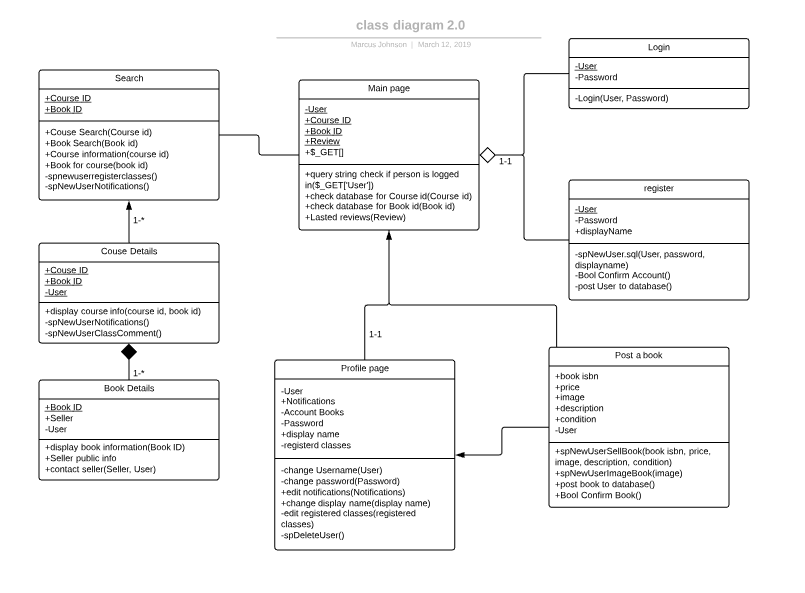 class diagram 2.0
Marcus Johnson | March 12, 2019
Search
+Course ID
+Book ID
+Couse Search(Course id)
+Book Search(Book id)
+Course information(course id)
+Book for course(book id)
-spnewuserregisterclasses()
-spNewUserNotifications()
1-*
Couse Details
+Couse ID
+Book ID
-User
+display course info(course id, book id)
-spNewUserNotifications()
-spNewUserClassComment()
1-*
Book Details
+Book ID
+Seller
-User
+display book information(Book ID)
+Seller public info
+contact seller(Seller, User)
Main page
-User
+Course ID
+Book ID
+Review
+$_GET[]
+query string check if person is logged
in($_GET['User'])
+check database for Course id(Course id)
+check database for Book id(Book id)
+Lasted reviews(Review)
1-1
Login
-User
-Password
-Login(User, Password)
register
-User
-Password
+displayName
-spNewUser.sql(User, password,
displayname)
-Bool Confirm Account()
-post User to database()
1-1
Profile page
-User
+Notifications
-Account Books
-Password
+display name
-registerd classes
-change Username(User)
-change password(Password)
+edit notifications(Notifications)
+change display name(display name)
-edit registered classes(registered
classes)
-spDeleteUser()
Post a book
+book isbn
+price
+image
+description
+condition
-User
+spNewUserSellBook(book isbn, price,
image, description, condition)
+spNewUserImageBook(image)
+post book to database()
+Bool Confirm Book()